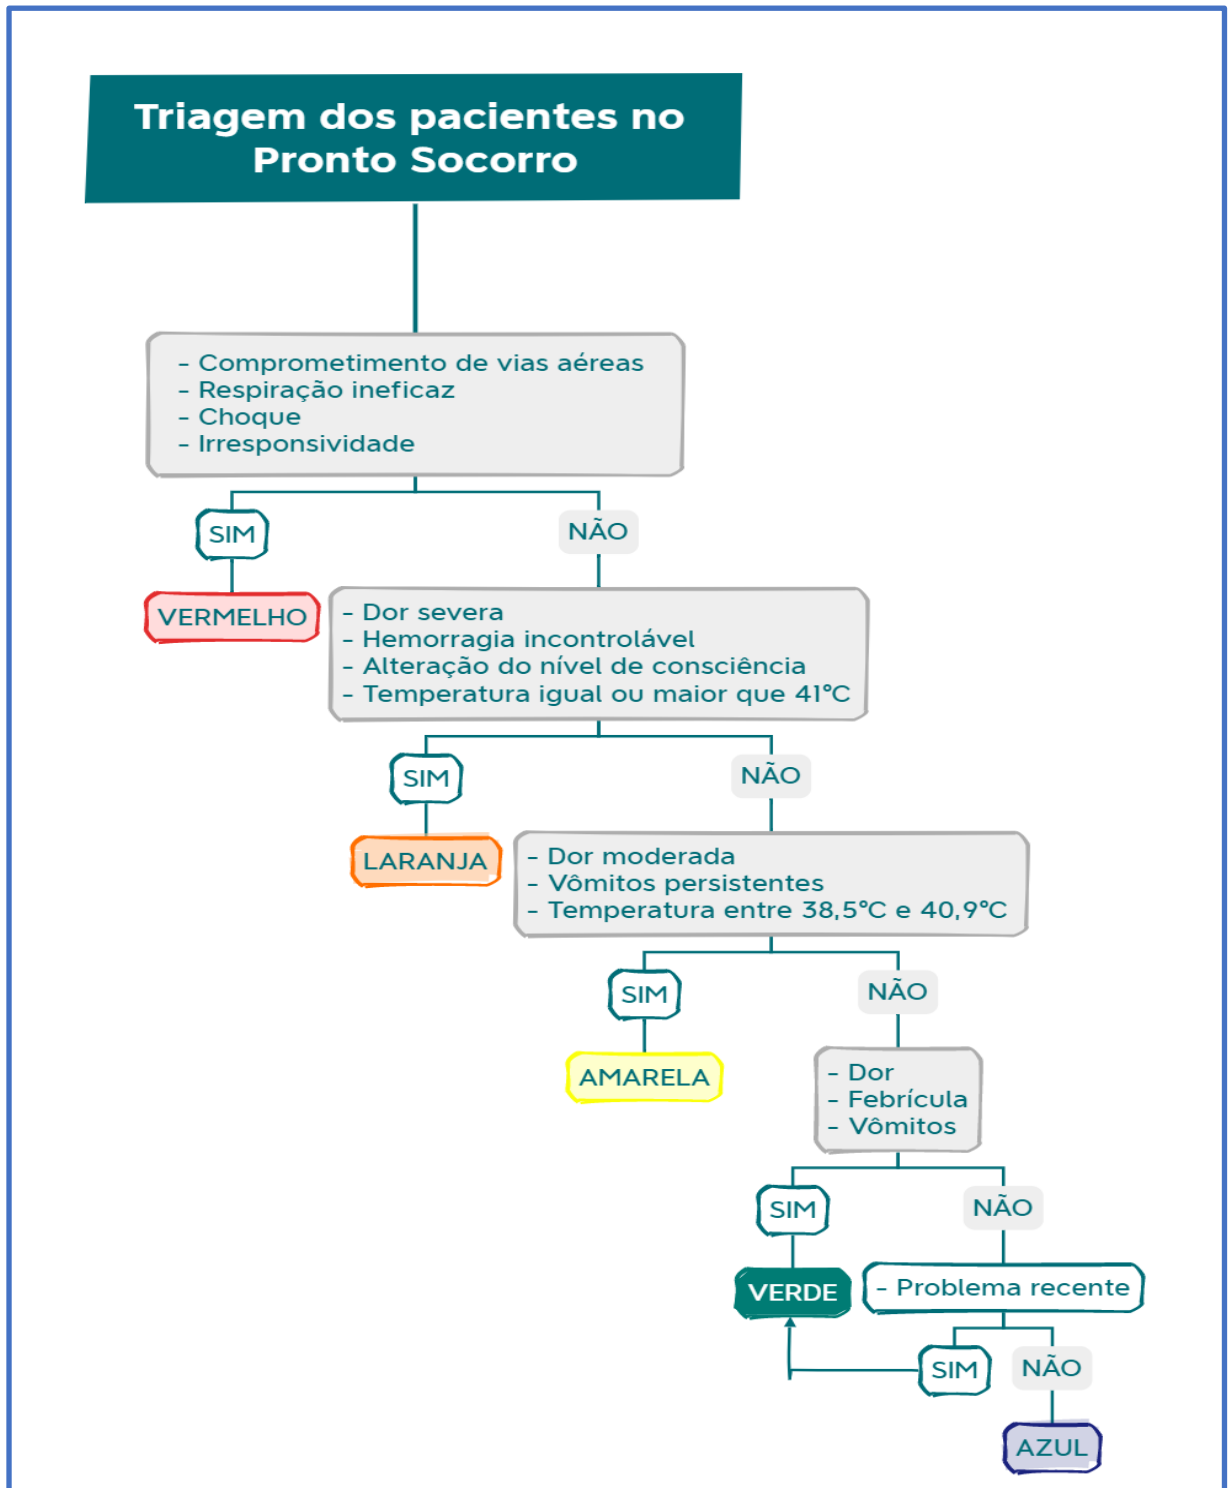 Triagem dos pacientes no
Pronto Socorro
- Comprometimento de vias aéreas
- Respiração ineficaz
- Choque
- Irresponsividade
SIM
NÃO
VERMELHO
- Dor severa
- Hemorragia incontrolável
- Alteração do nível de consciência
- Temperatura igual ou maior que 41°C
SIM
NÃO
LARANJA
- Dor moderada
- Vômitos persistentes
- Temperatura entre 38,5°C e 40,9°C
SIM
NÃO
AMARELA
- Dor
- Febrícula
- Vômitos
SIM
NÃO
VERDE
- Problema recente
SIM
NÃO
AZUL